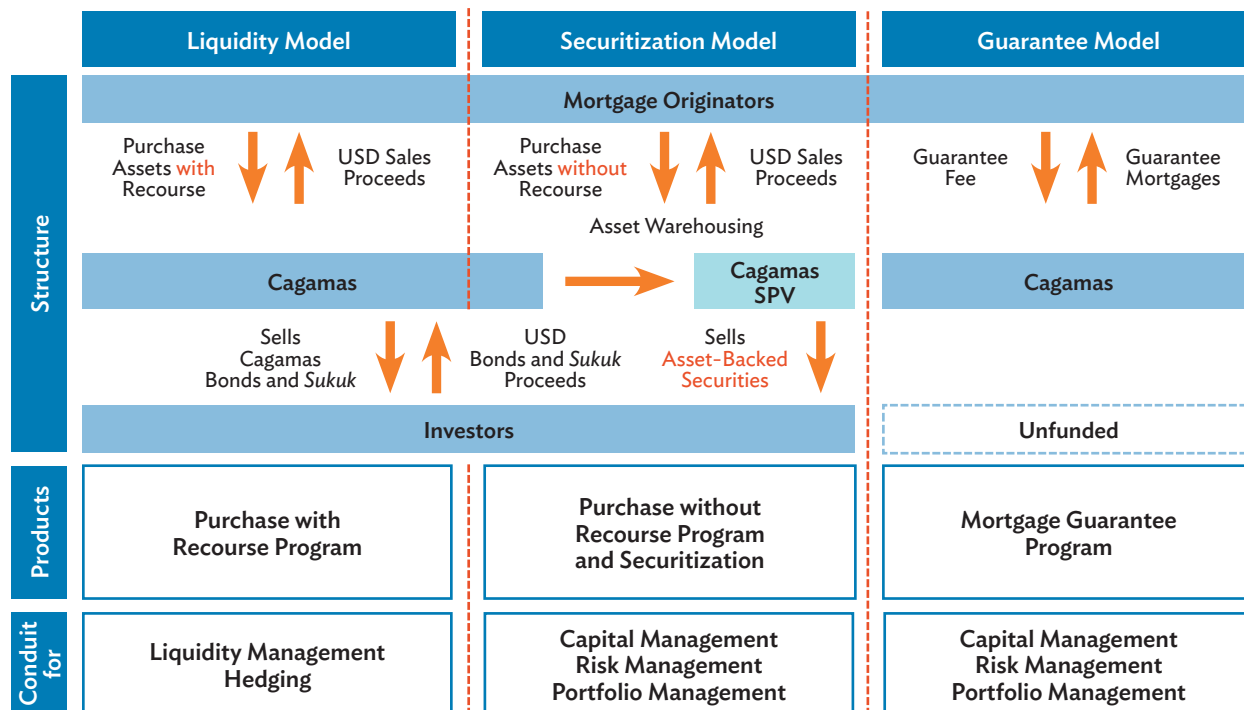 Liquidity Model
Securitization Model
Guarantee Model
Structure
Mortgage Originators
Purchase
Assets with
Recourse
USD Sales
Proceeds
Purchase
Assets without
Recourse
USD Sales
Proceeds
Guarantee
Fee
Guarantee
Mortgages
Asset Warehousing
Cagamas
Cagamas
SPV
Cagamas
Sells
Cagamas
Bonds and Sukuk
USD
Bonds and Sukuk
Proceeds
Sells
Asset-Backed
Securities
Investors
Unfunded
Products
Purchase with
Recourse Program
Purchase without
Recourse Program
and Securitization
Mortgage Guarantee
Program
Conduit
for
Liquidity Management
Hedging
Capital Management
Risk Management
Portfolio Management
Capital Management
Risk Management
Portfolio Management